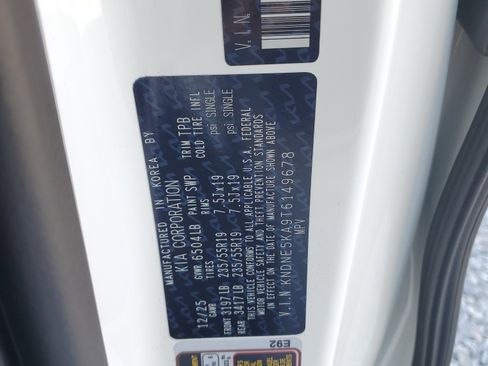 V.I.N.
MANUFACTURED IN KOREA BY
KIA CORPORATION
12/25 GVWR 6504LB PAINT SWP TRIM TPB
GAWR TIRES RIMS COLD TIRE INFL
FRONT 3197LB 235/55R19 7.5Jx19 psi SINGLE
REAR 3417LB 235/55R19 7.5Jx19 psi SINGLE
THIS VEHICLE CONFORMS TO ALL APPLICABLE U.S.A. FEDERAL
MOTOR VEHICLE SAFETY AND THEFT PREVENTION STANDARDS
IN EFFECT ON THE DATE OF MANUFACTURE SHOWN ABOVE
V.I.N KNDNE5KA9T6149678
MPV
E92